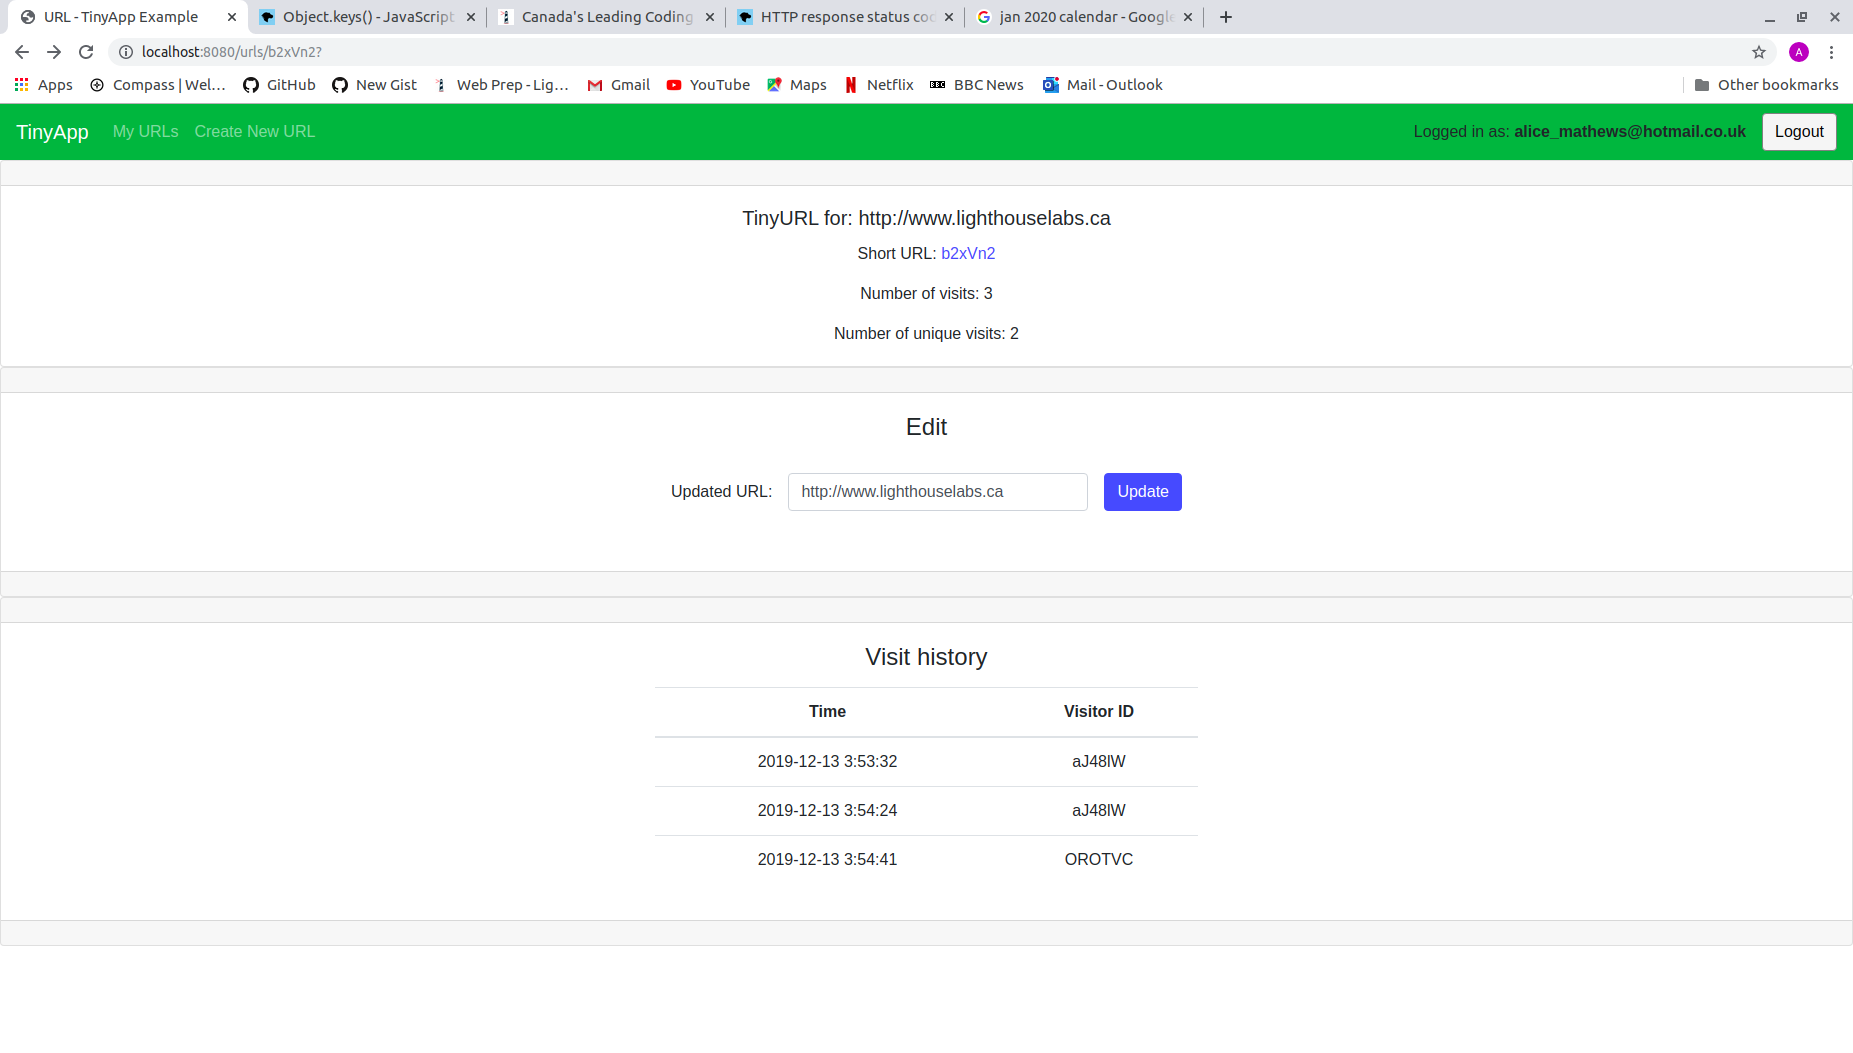 URL - TinyApp Example
Object.keys() - JavaScript
Canada's Leading Coding
HTTP response status co
jan 2020 calendar - Google
localhost:8080/urls/b2xVn2?
A
Apps
Compass | Wel...
GitHub
New Gist
Web Prep - Lig...
Gmail
YouTube
Maps
Netflix
BBC News
Mail - Outlook
Other bookmarks
TinyApp My URLs Create New URL Logged in as: alice_mathews@hotmail.co.uk Logout
TinyURL for: http://www.lighthouselabs.ca
Short URL: b2xVn2
Number of visits: 3
Number of unique visits: 2
Edit
Updated URL: http://www.lighthouselabs.ca Update
Visit history
Time Visitor ID
2019-12-13 3:53:32 aJ48lW
2019-12-13 3:54:24 aJ48lW
2019-12-13 3:54:41 OROTVC